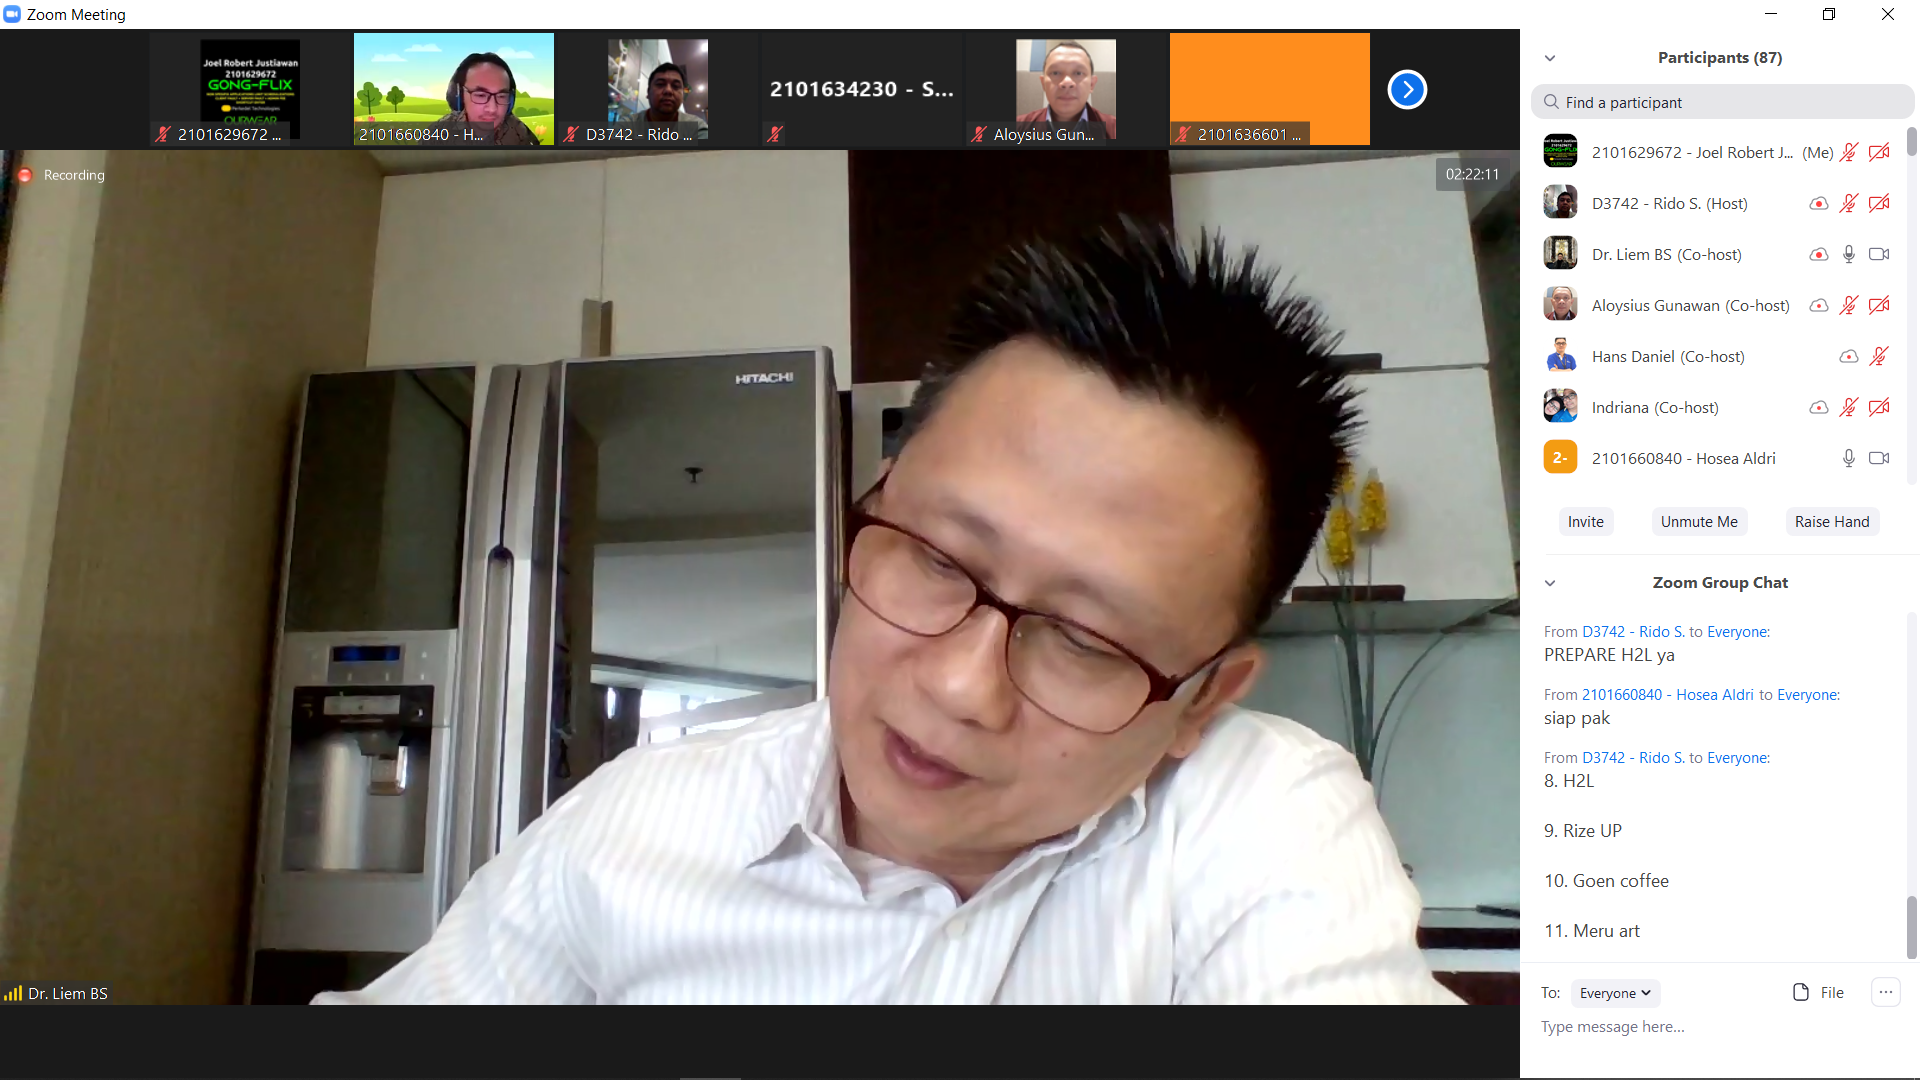 Zoom Meeting
Joel Robert Justiawan
2101629672
GONG-FLIX
OURWEAR
2101629672 ...
2101660840 - H...
D3742 - Rido ...
2101634230 - S...
Aloysius Gun...
2101636601 ...
Recording
02:22:11
HITACHI
Dr. Liem BS
Participants (87)
Find a participant
2101629672 - Joel Robert J... (Me)
D3742 - Rido S. (Host)
Dr. Liem BS (Co-host)
Aloysius Gunawan (Co-host)
Hans Daniel (Co-host)
Indriana (Co-host)
2-
2101660840 - Hosea Aldri
Invite
Unmute Me
Raise Hand
Zoom Group Chat
From D3742 - Rido S. to Everyone:
PREPARE H2L ya
From 2101660840 - Hosea Aldri to Everyone:
siap pak
From D3742 - Rido S. to Everyone:
8. H2L
9. Rize UP
10. Goen coffee
11. Meru art
To: Everyone
File
Type message here...